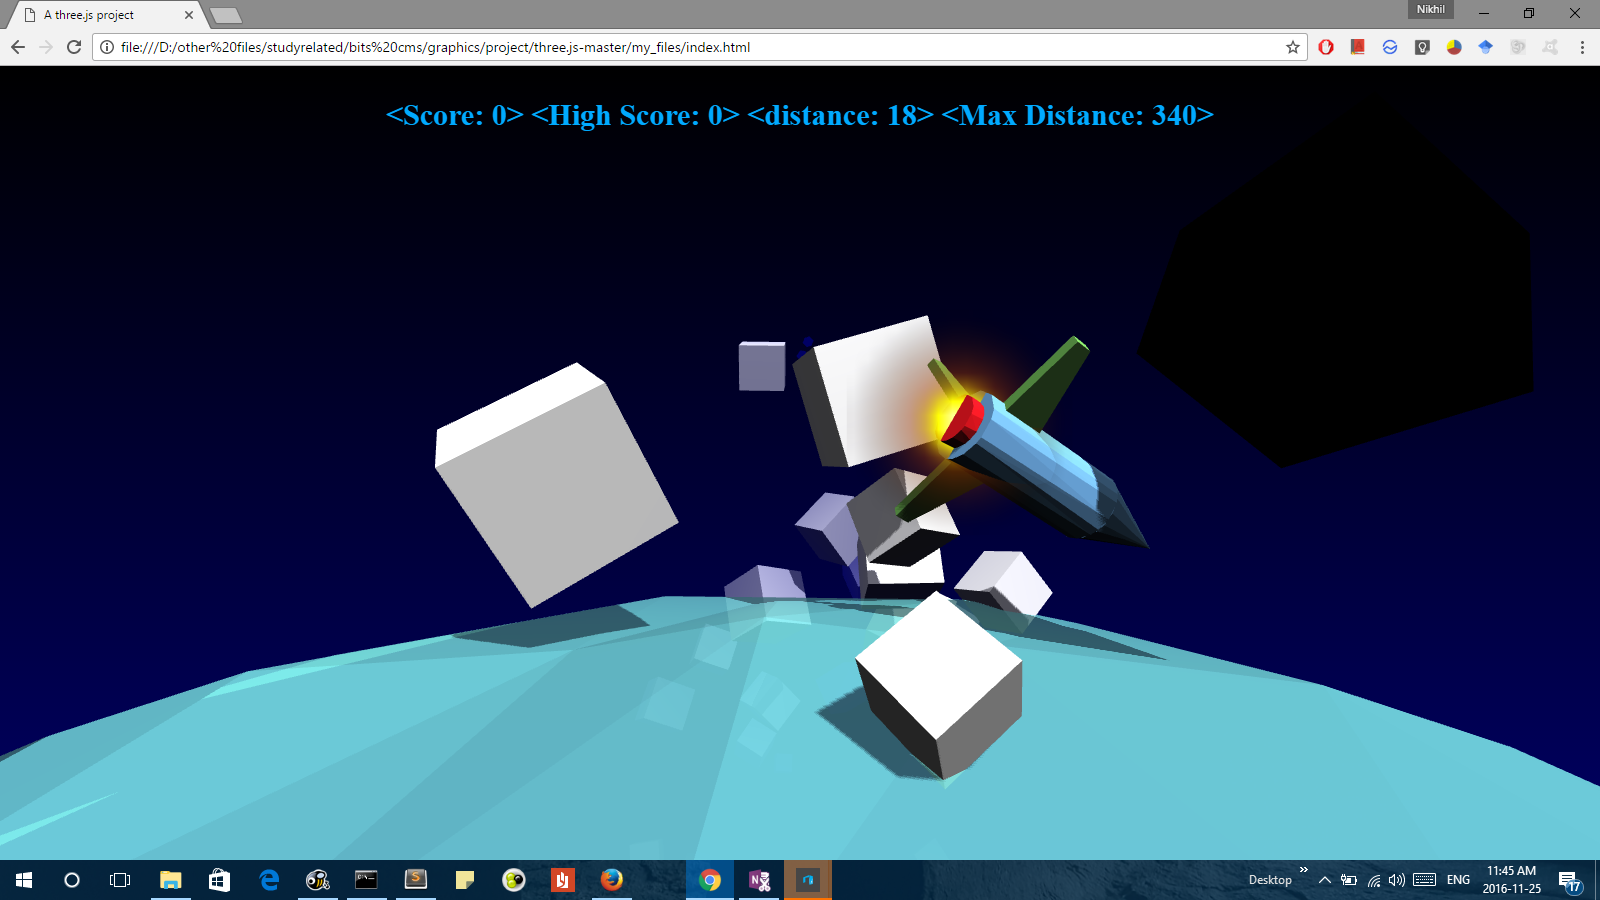 A three.js project
Nikhil
file:///D:/other%20files/studyrelated/bits%20cms/graphics/project/three.js-master/my_files/index.html
<Score: 0> <High Score: 0> <distance: 18> <Max Distance: 340>
Desktop
ENG
11:45 AM
2016-11-25
17